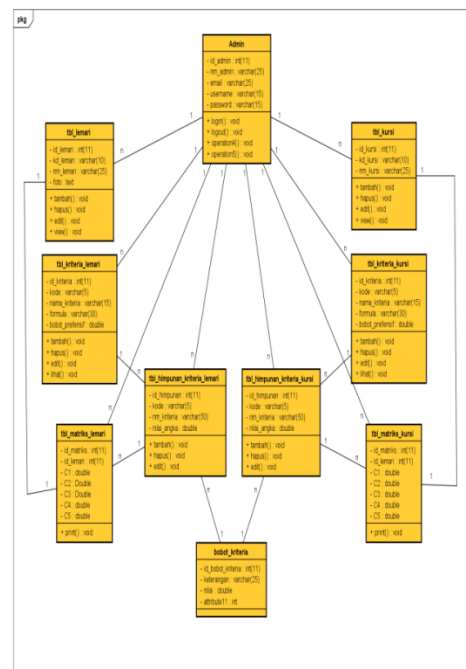 pkg
Admin
- id_admin : int(11)
- nm_admin : varchar(25)
- email : varchar(25)
- username : varchar(15)
- password : varchar(15)
+ login() : void
+ logout() : void
+ operation4() : void
+ operation5() : void
tbl_lemari
- id_lemari : int(11)
- kd_lemari : varchar(10)
- nm_lemari : varchar(25)
- foto : text
+ tambah() : void
+ hapus() : void
+ edit() : void
+ view() : void
tbl_kursi
- id_kursi : int(11)
- kd_kursi : varchar(10)
- nm_kursi : varchar(25)
+ tambah() : void
+ hapus() : void
+ edit() : void
+ view() : void
tbl_kriteria_lemari
- id_kriteria : int(11)
- kode : varchar(5)
- nama_kriteria : varchar(15)
- formula : varchar(30)
- bobot_prefensif : double
+ tambah() : void
+ hapus() : void
+ edit() : void
+ lihat() : void
tbl_kriteria_kursi
- id_kriteria : int(11)
- kode : varchar(5)
- nama_kriteria : varchar(15)
- formula : varchar(30)
- bobot_prefensif : double
+ tambah() : void
+ hapus() : void
+ edit() : void
+ lihat() : void
tbl_himpunan_kriteria_lemari
- id_himpunan : int(11)
- kode : varchar(5)
- nm_kriteria : varchar(50)
- nilai_angka : double
+ tambah() : void
+ hapus() : void
+ edit() : void
tbl_himpunan_kriteria_kursi
- id_himpunan : int(11)
- kode : varchar(5)
- nm_kriteria : varchar(50)
- nilai_angka : double
+ tambah() : void
+ hapus() : void
+ edit() : void
tbl_matriks_lemari
- id_matriks : int(11)
- id_lemari : int(11)
- C1 : double
- C2 : Double
- C3 : Double
- C4 : double
- C5 : double
+ print() : void
tbl_matriks_kursi
- id_matriks : int(11)
- id_lemari : int(11)
- C1 : double
- C2 : double
- C3 : double
- C4 : double
- C5 : double
+ print() : void
bobot_kriteria
- id_bobot_kriteria : int(11)
- keterangan : varchar(25)
- nilai : double
- attribute11 : int